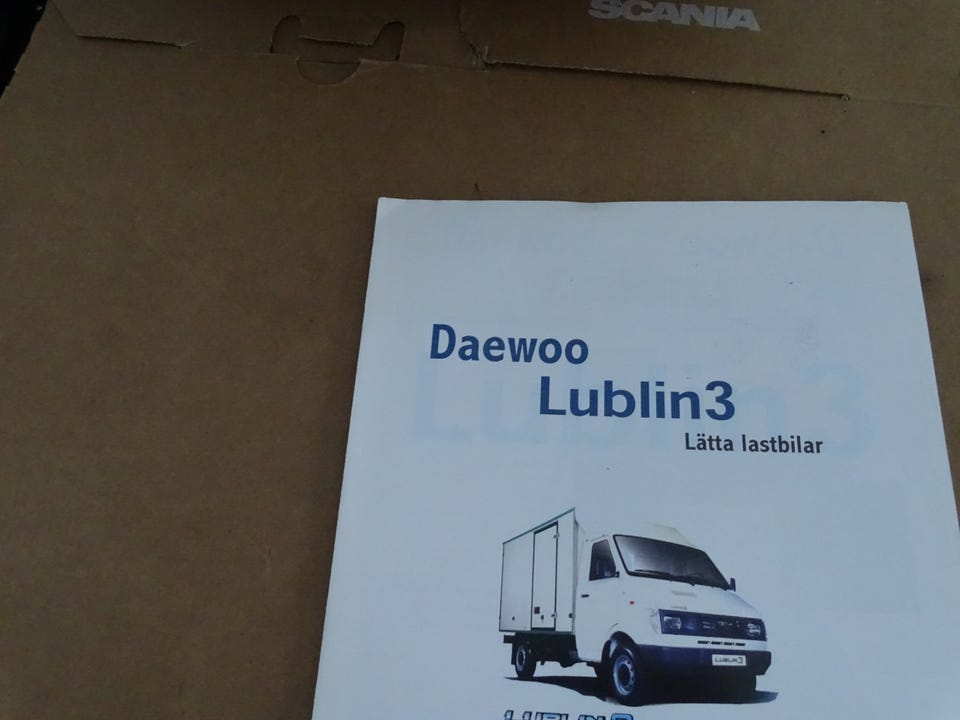 SCANIA
Daewoo
Lublin3
Lätta lastbilar
LUBLIN3